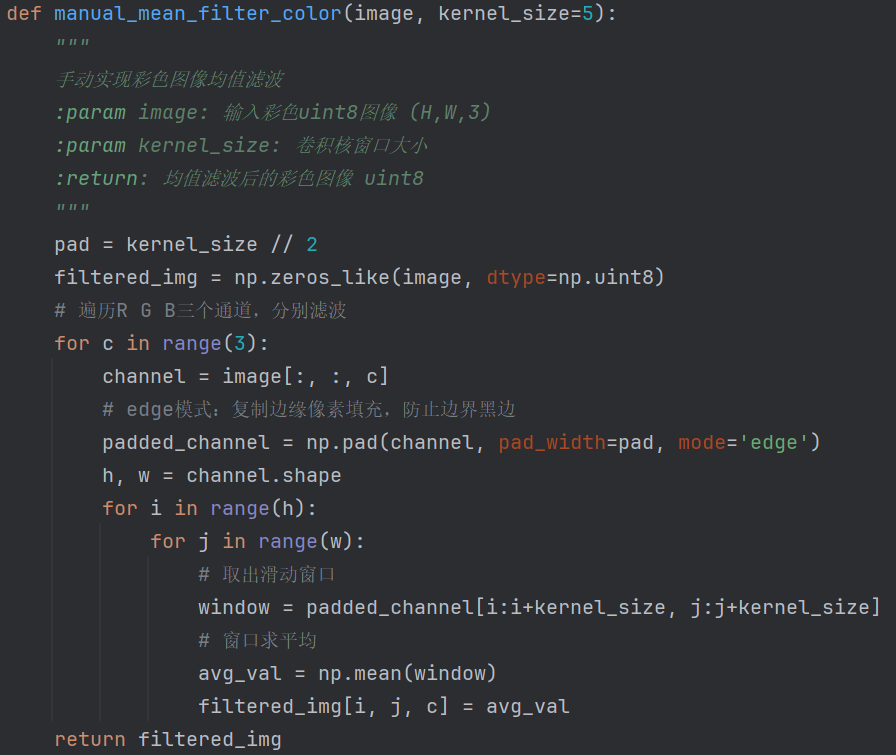 def manual_mean_filter_color(image, kernel_size=5):
    """
    手动实现彩色图像均值滤波
    :param image: 输入彩色uint8图像 (H,W,3)
    :param kernel_size: 卷积核窗口大小
    :return: 均值滤波后的彩色图像 uint8
    """
    pad = kernel_size // 2
    filtered_img = np.zeros_like(image, dtype=np.uint8)
    # 遍历R G B三个通道，分别滤波
    for c in range(3):
        channel = image[:, :, c]
        # edge模式：复制边缘像素填充，防止边界黑边
        padded_channel = np.pad(channel, pad_width=pad, mode='edge')
        h, w = channel.shape
        for i in range(h):
            for j in range(w):
                # 取出滑动窗口
                window = padded_channel[i:i+kernel_size, j:j+kernel_size]
                # 窗口求平均
                avg_val = np.mean(window)
                filtered_img[i, j, c] = avg_val
    return filtered_img